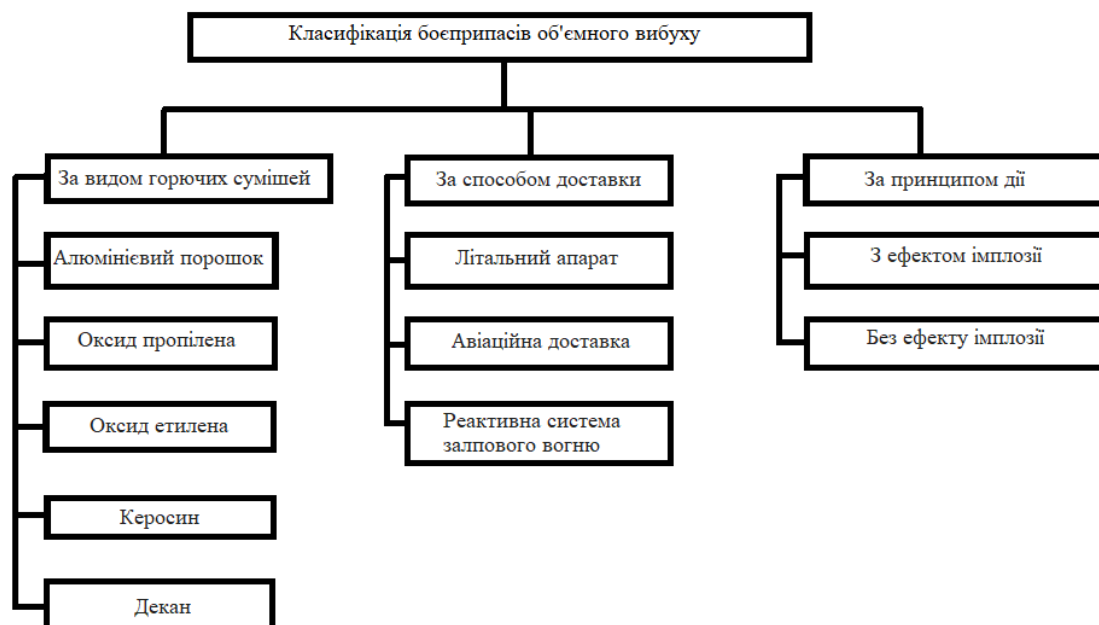 Класифікація боєприпасів об'ємного вибуху
За видом горючих сумішей
Алюмінієвий порошок
Оксид пропілена
Оксид етилена
Керосин
Декан
За способом доставки
Літальний апарат
Авіаційна доставка
Реактивна система
залпового вогню
За принципом дії
З ефектом імплозії
Без ефекту імплозії